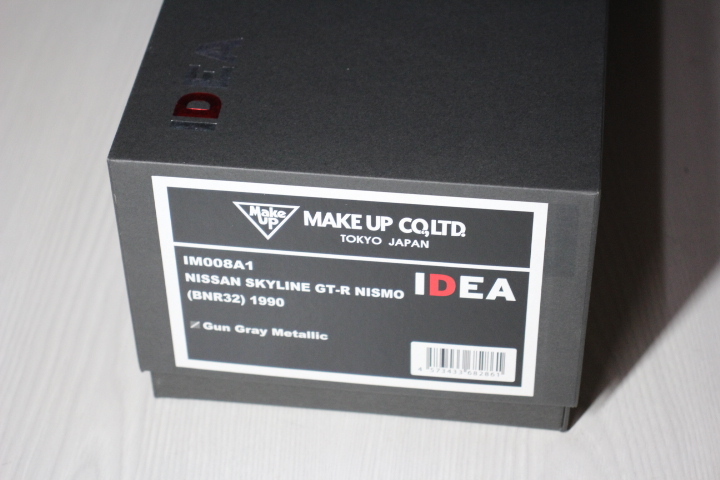 IDEA
Make
UP
MAKE UP CO.,LTD.
TOKYO JAPAN
IM008A1
NISSAN SKYLINE GT-R NISMO
(BNR32) 1990
IDEA
Gun Gray Metallic